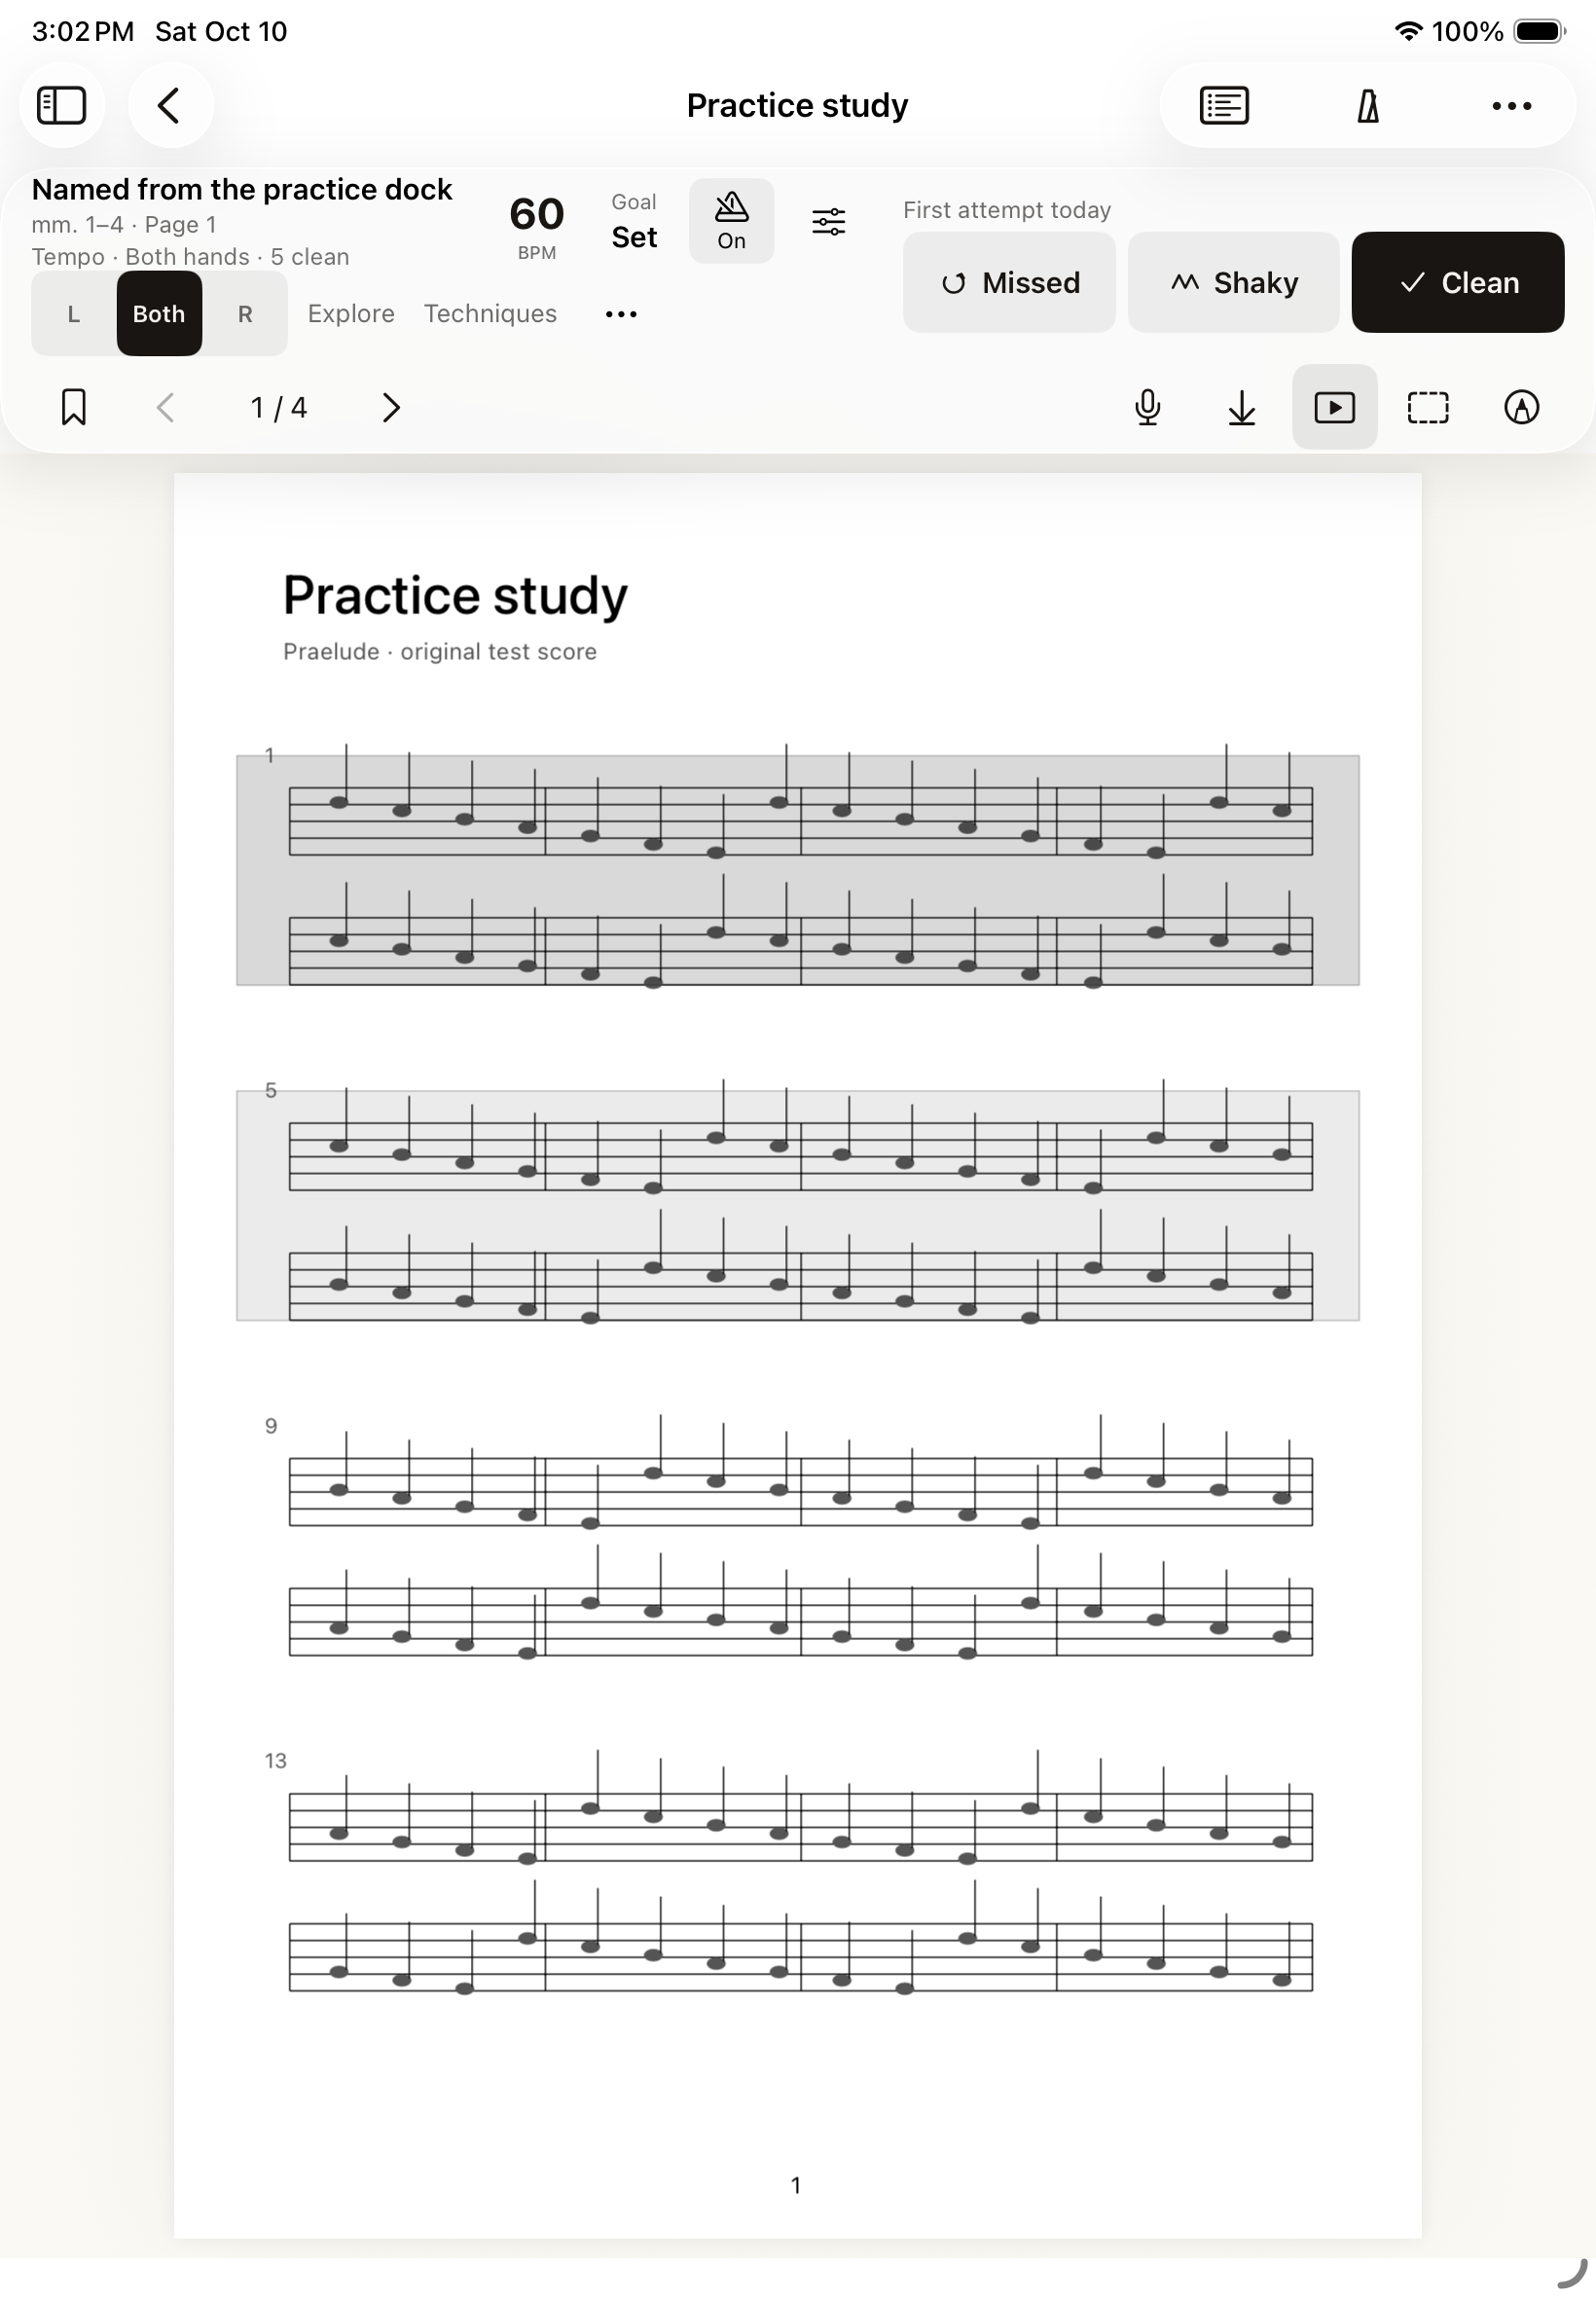 3:02 PM Sat Oct 10
100%
Practice study
Named from the practice dock
mm. 1–4 · Page 1
Tempo · Both hands · 5 clean
60
BPM
Goal
Set
On
First attempt today
Missed
Shaky
Clean
L
Both
R
Explore
Techniques
1 / 4
Practice study
Praelude · original test score
1
5
9
13
1